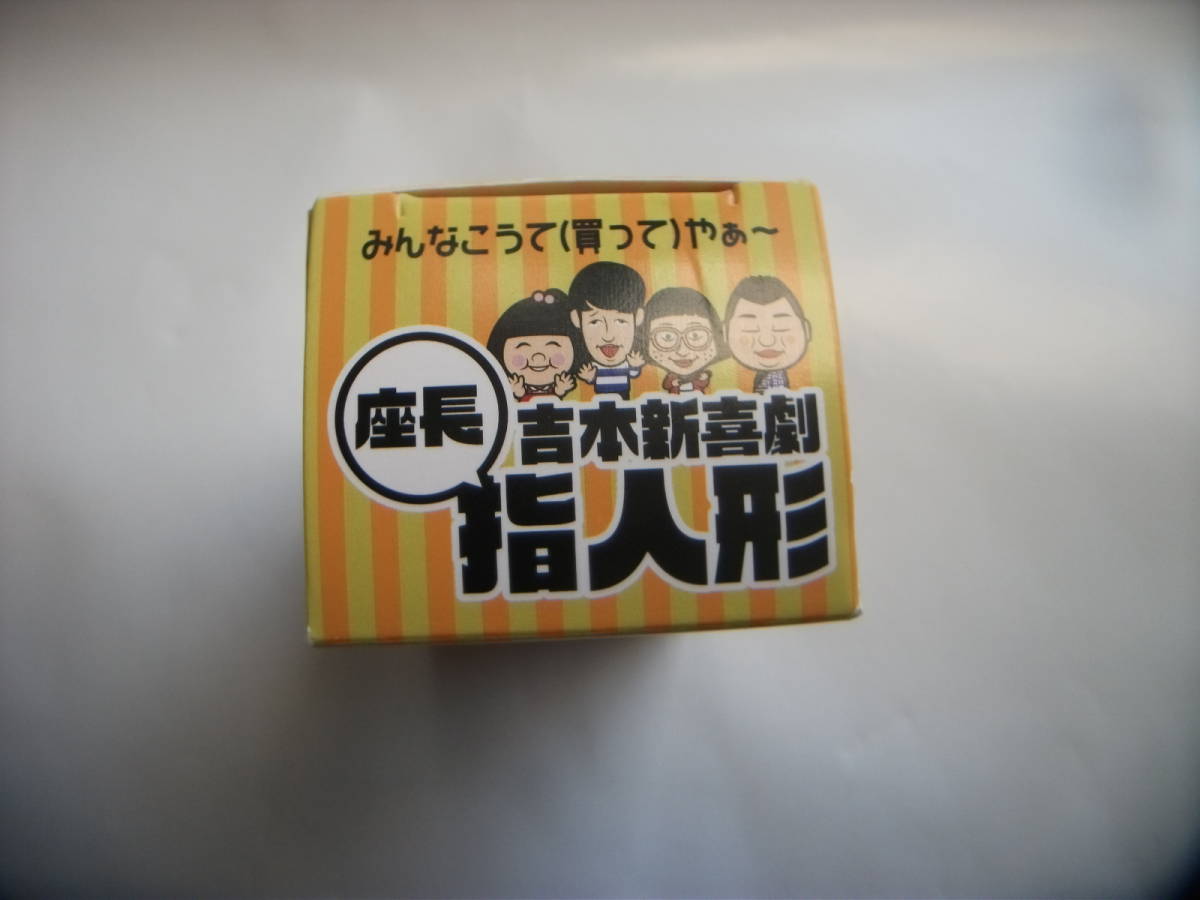 みんなこうて(買って)やぁ～
座長
吉本新喜劇
指人形